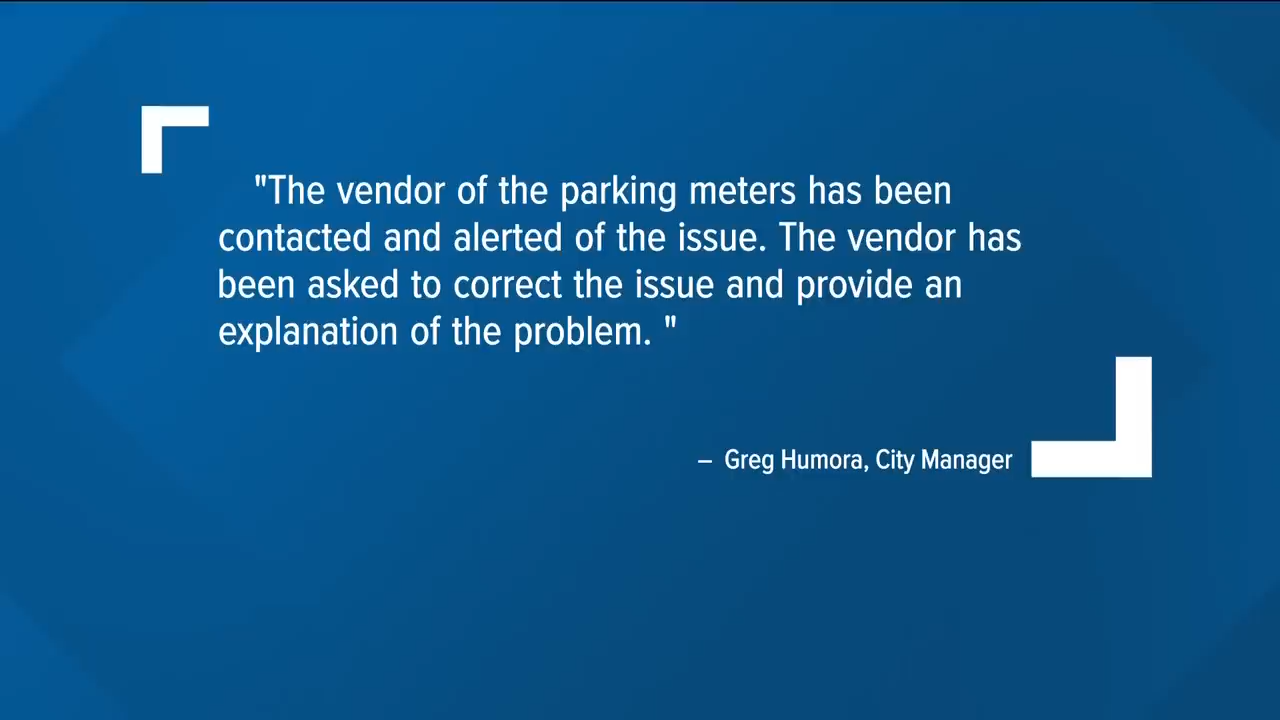 "The vendor of the parking meters has been
contacted and alerted of the issue. The vendor has
been asked to correct the issue and provide an
explanation of the problem. "
– Greg Humora, City Manager